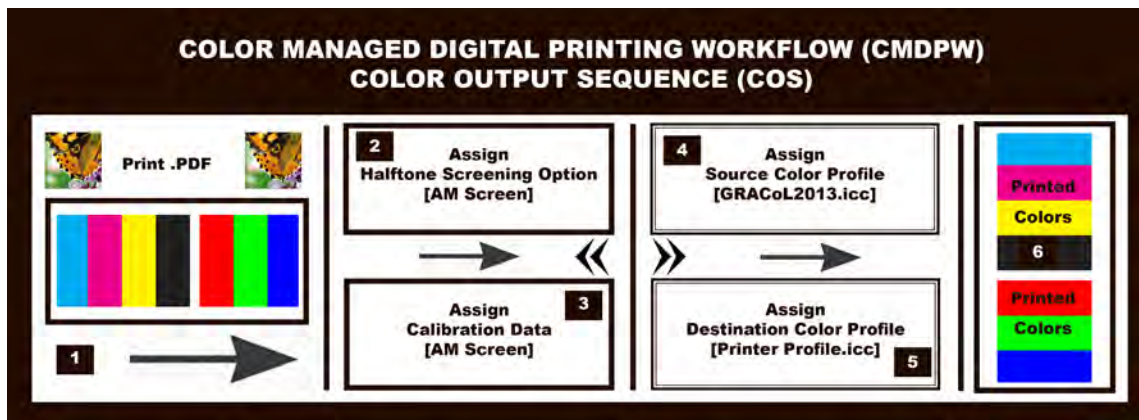 COLOR MANAGED DIGITAL PRINTING WORKFLOW (CMDPW)
COLOR OUTPUT SEQUENCE (COS)
Print .PDF
1
2
Assign
Halftone Screening Option
[AM Screen]
3
Assign
Calibration Data
[AM Screen]
4
Assign
Source Color Profile
[GRACoL2013.icc]
Assign
Destination Color Profile
[Printer Profile.icc]
5
Printed
Colors
6
Printed
Colors